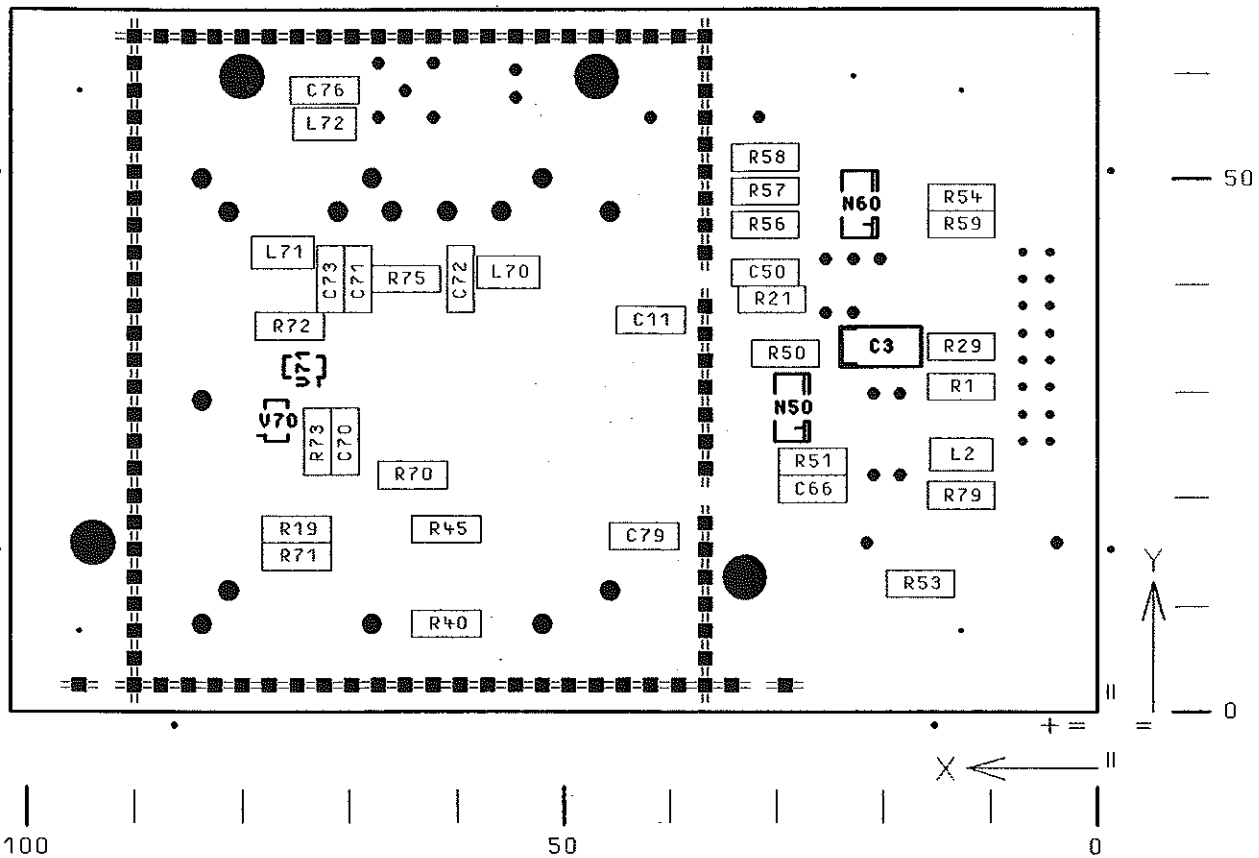 C76
L72
R58
R57
R56
N60
R54
R59
50
L71
C73
C71
R75
C72
L70
C50
R21
R72
C11
V71
R50
C3
R29
R1
V70
N50
R73
C70
R70
R51
C66
L2
R79
R19
R71
R45
C79
R53
R40
Y
0
+ = =
X
100
50
0